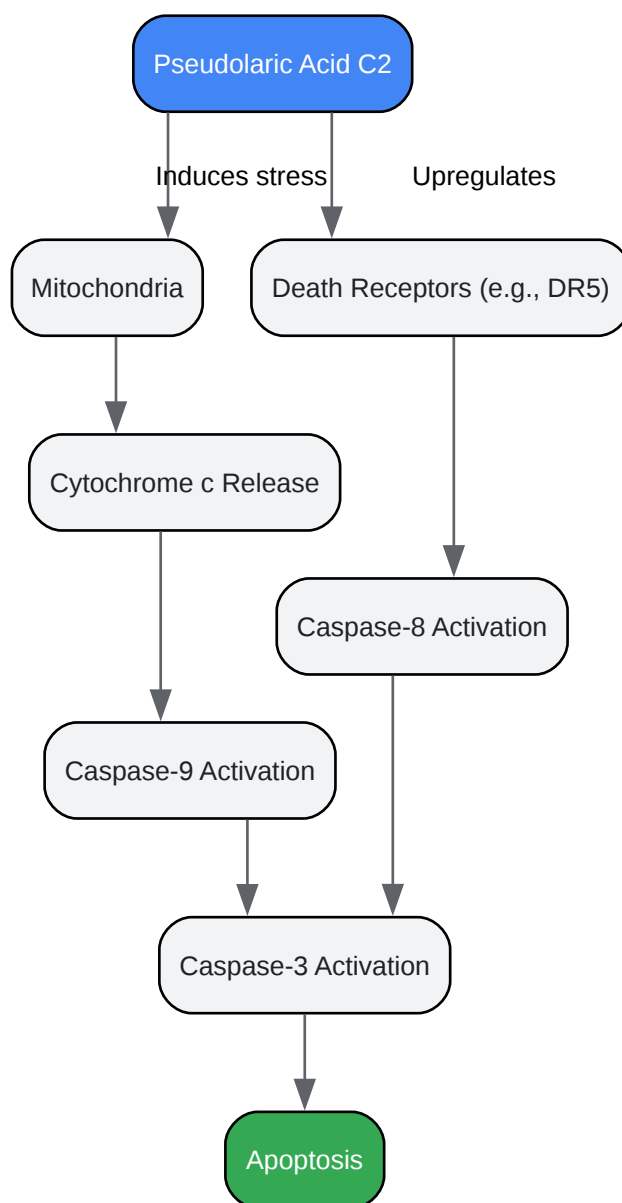 Pseudolaric Acid C2
Induces stress
Upregulates
Mitochondria
Death Receptors (e.g., DR5)
Cytochrome c Release
Caspase-8 Activation
Caspase-9 Activation
Caspase-3 Activation
Apoptosis